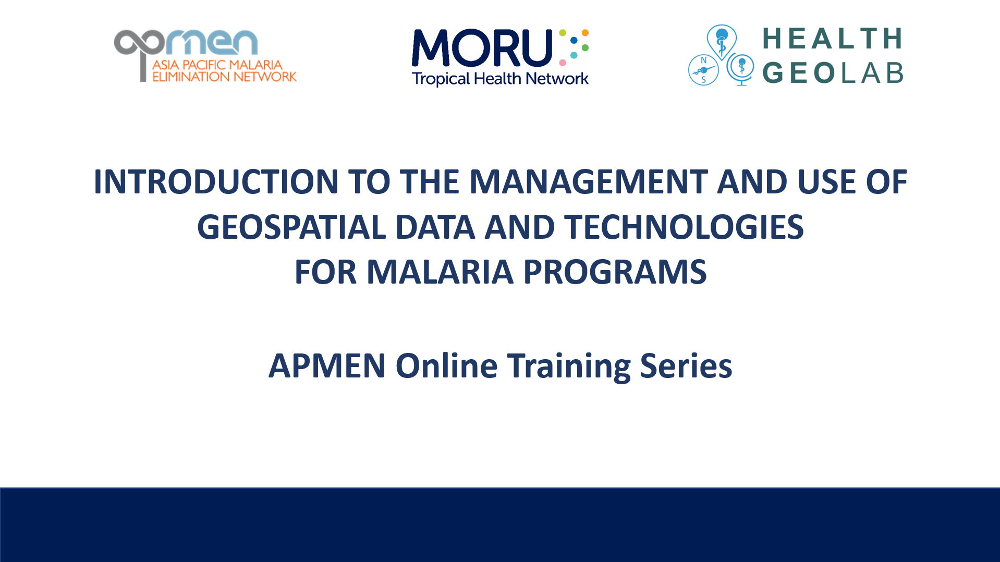 apmen
ASIA PACIFIC MALARIA
ELIMINATION NETWORK
MORU
Tropical Health Network
N
S
HEALTH
GEOLAB
INTRODUCTION TO THE MANAGEMENT AND USE OF
GEOSPATIAL DATA AND TECHNOLOGIES
FOR MALARIA PROGRAMS
APMEN Online Training Series